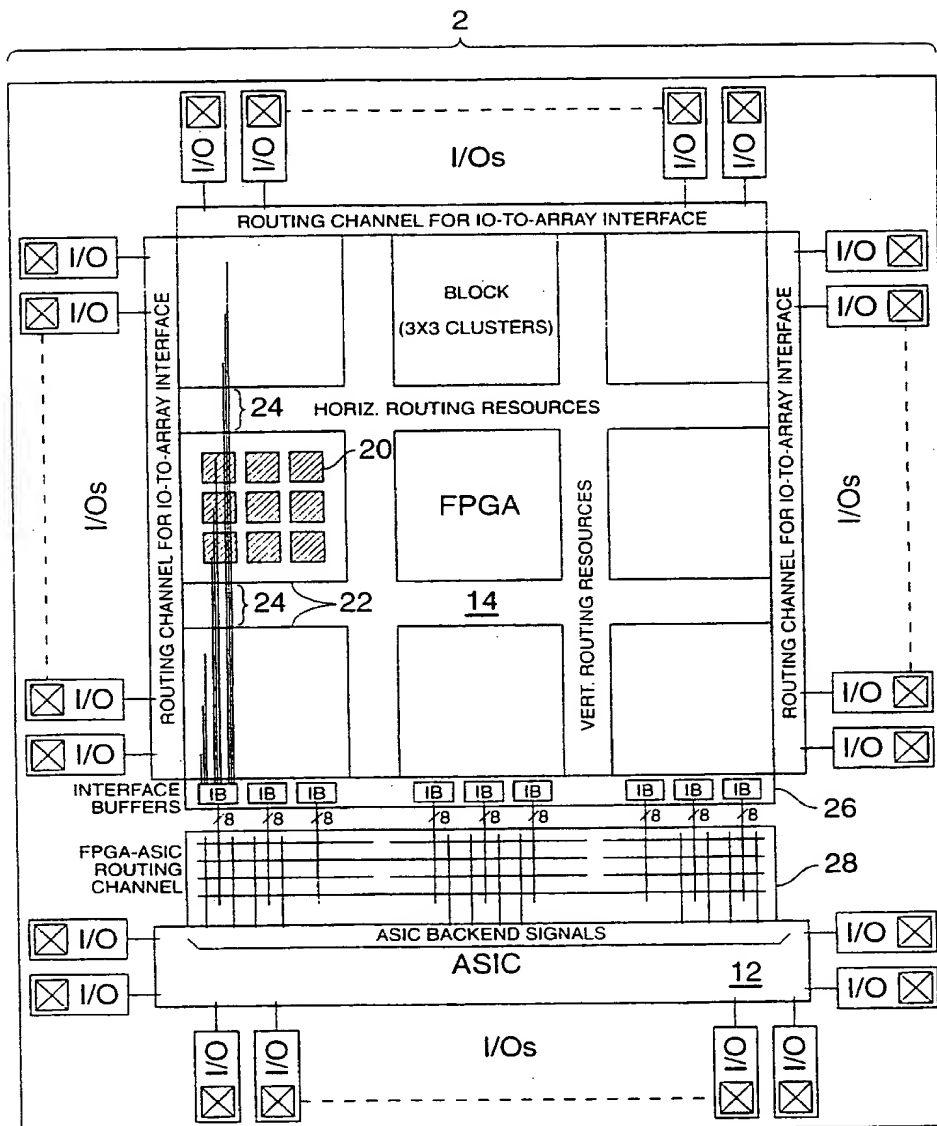 2
I/O I/O I/O I/O
I/Os
ROUTING CHANNEL FOR IO-TO-ARRAY INTERFACE
I/O
I/O
I/Os
I/O
I/O
ROUTING CHANNEL FOR IO-TO-ARRAY INTERFACE
BLOCK
(3X3 CLUSTERS)
24
HORIZ. ROUTING RESOURCES
20
FPGA
24
22
14
VERT. ROUTING RESOURCES
ROUTING CHANNEL FOR IO-TO-ARRAY INTERFACE
I/O
I/O
I/Os
I/O
I/O
INTERFACE
BUFFERS
IB IB IB IB IB IB IB IB IB
26
8 8 8 8 8 8 8 8 8
FPGA-ASIC
ROUTING
CHANNEL
28
ASIC BACKEND SIGNALS
ASIC
12
I/O
I/O
I/O
I/O
I/O I/O I/O I/O
I/Os